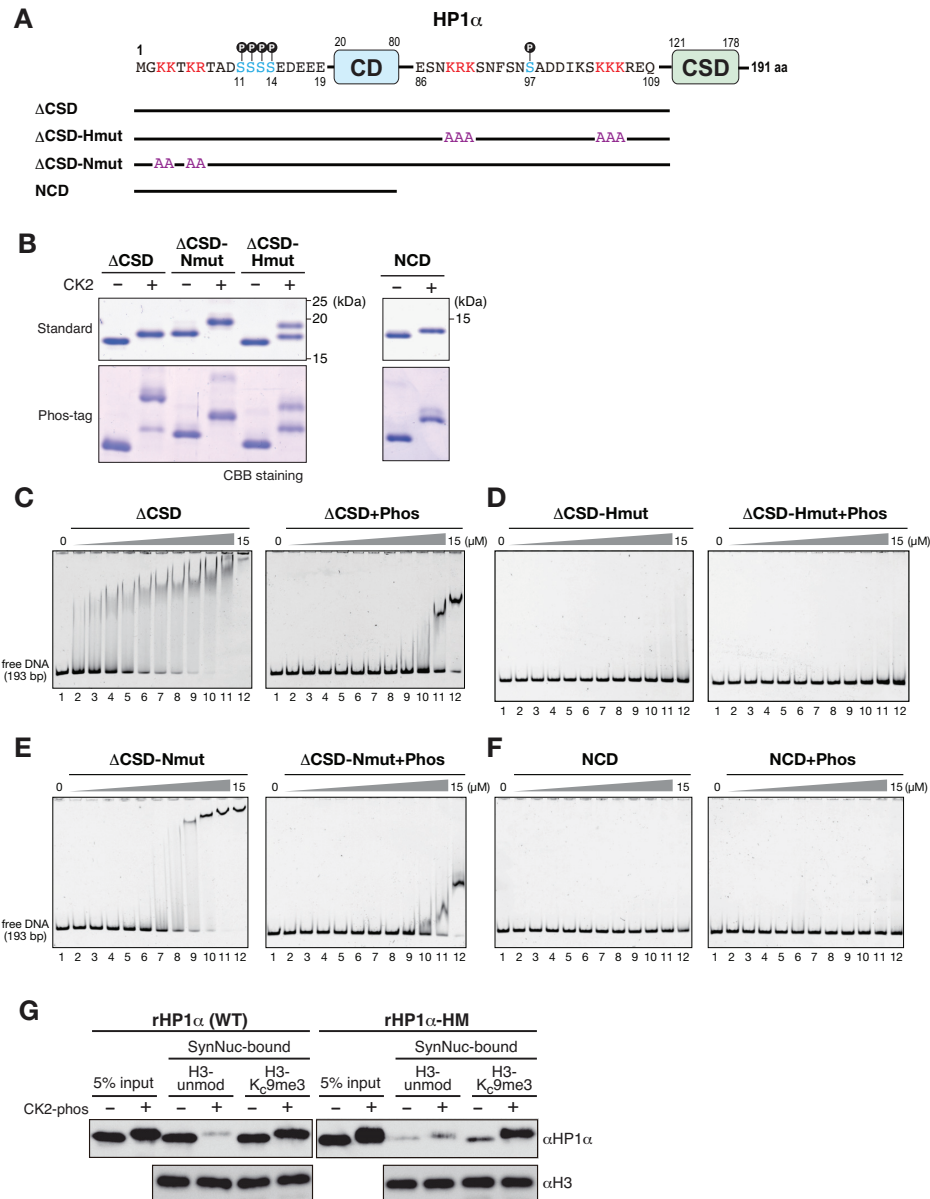 A
HP1α
1 20 80 121 178
P P P P P
MGKKTKRTADSSSSEDEEE CD ESNKRKSNFSNSADDIKSKKKREQ CSD 191 aa
11 14 19 86 97 109
ΔCSD
ΔCSD-Hmut AAA AAA
ΔCSD-Nmut AA AA
NCD
B
ΔCSD ΔCSD-Nmut ΔCSD-Hmut NCD
CK2 − + − + − + − +
25 (kDa) (kDa)
Standard 20 15
15
Phos-tag
CBB staining
C D
ΔCSD ΔCSD+Phos ΔCSD-Hmut ΔCSD-Hmut+Phos
0 15 0 15 (μM) 0 15 0 15 (μM)
free DNA
(193 bp)
1 2 3 4 5 6 7 8 9 10 11 12 1 2 3 4 5 6 7 8 9 10 11 12 1 2 3 4 5 6 7 8 9 10 11 12 1 2 3 4 5 6 7 8 9 10 11 12
E F
ΔCSD-Nmut ΔCSD-Nmut+Phos NCD NCD+Phos
0 15 0 15 (μM) 0 15 0 15 (μM)
free DNA
(193 bp)
1 2 3 4 5 6 7 8 9 10 11 12 1 2 3 4 5 6 7 8 9 10 11 12 1 2 3 4 5 6 7 8 9 10 11 12 1 2 3 4 5 6 7 8 9 10 11 12
G
rHP1α (WT) rHP1α-HM
SynNuc-bound SynNuc-bound
5% input H3-unmod H3-Kc9me3 5% input H3-unmod H3-Kc9me3
CK2-phos − + − + − + − + − + − +
αHP1α
αH3